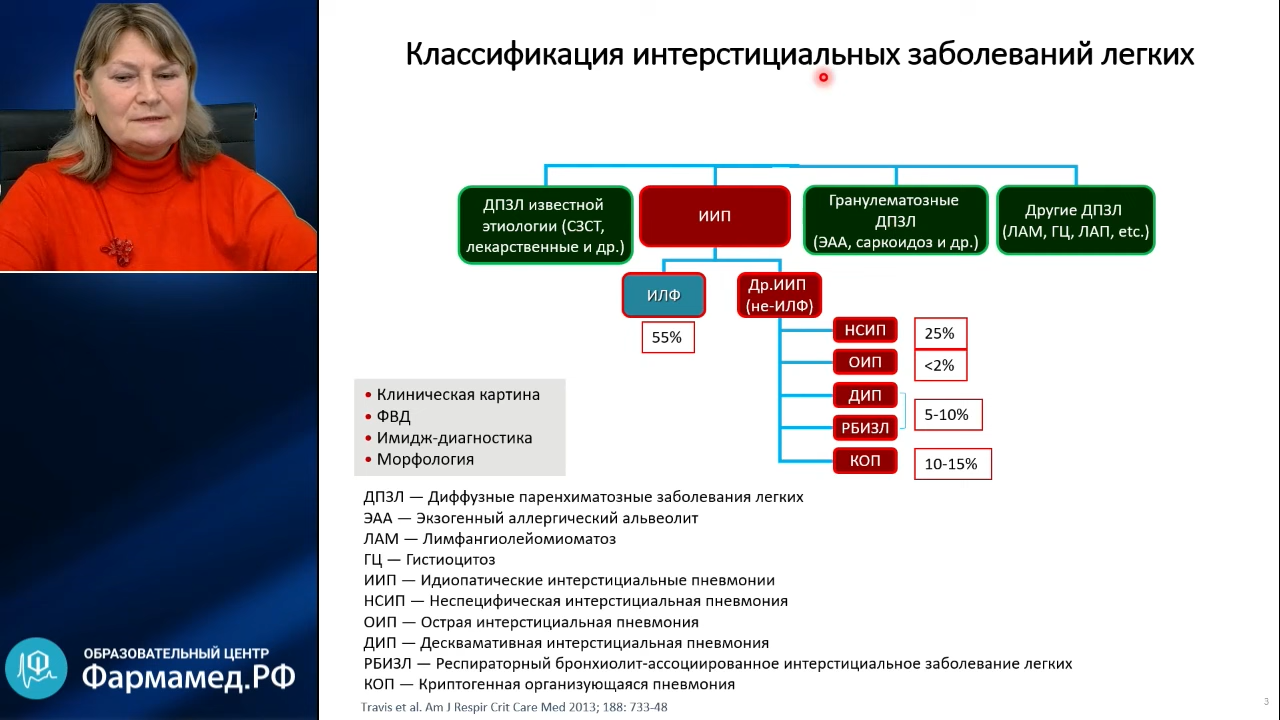 Классификация интерстициальных заболеваний легких
ДПЗЛ известной
этиологии (СЗСТ,
лекарственные и др.)
ИИП
Гранулематозные
ДПЗЛ
(ЭАА, саркоидоз и др.)
Другие ДПЗЛ
(ЛАМ, ГЦ, ЛАП, etc.)
ИЛФ
55%
Др.ИИП
(не-ИЛФ)
НСИП
25%
ОИП
<2%
ДИП
РБИЗЛ
5-10%
КОП
10-15%
• Клиническая картина
• ФВД
• Имидж-диагностика
• Морфология
ДПЗЛ — Диффузные паренхиматозные заболевания легких
ЭАА — Экзогенный аллергический альвеолит
ЛАМ — Лимфангиолейомиоматоз
ГЦ — Гистиоцитоз
ИИП — Идиопатические интерстициальные пневмонии
НСИП — Неспецифическая интерстициальная пневмония
ОИП — Острая интерстициальная пневмония
ДИП — Десквамативная интерстициальная пневмония
РБИЗЛ — Респираторный бронхиолит-ассоциированное интерстициальное заболевание легких
КОП — Криптогенная организующаяся пневмония
Travis et al. Am J Respir Crit Care Med 2013; 188: 733-48
3
ОБРАЗОВАТЕЛЬНЫЙ ЦЕНТР
Фармамед.РФ